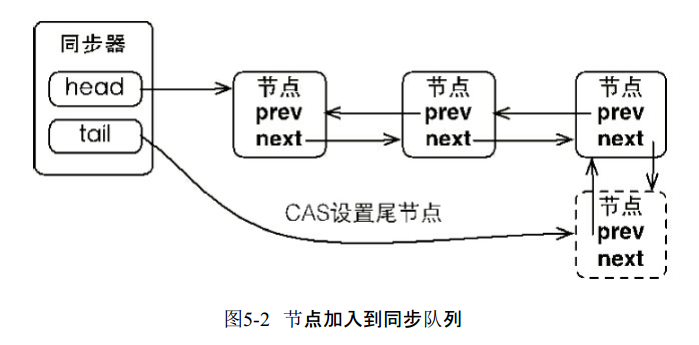 同步器
head
tail
节点
prev
next
节点
prev
next
节点
prev
next
CAS设置尾节点
节点
prev
next
图5-2 节点加入到同步队列